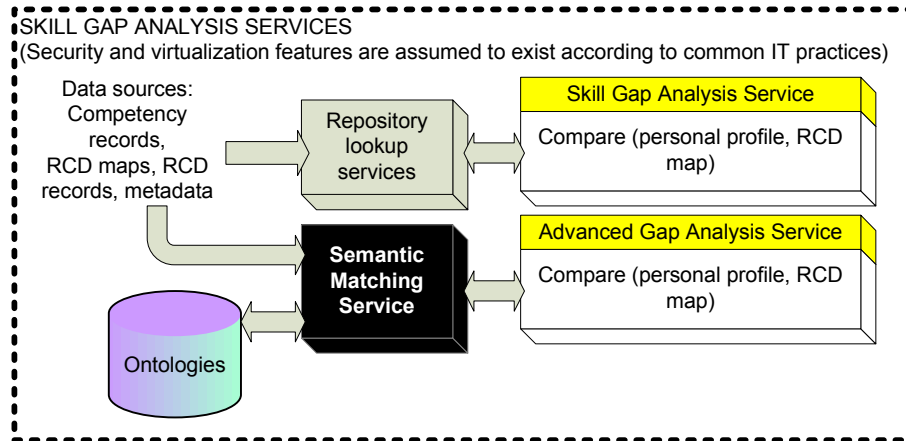 SKILL GAP ANALYSIS SERVICES
(Security and virtualization features are assumed to exist according to common IT practices)
Data sources:
Competency
records,
RCD maps, RCD
records, metadata
Repository
lookup
services
Skill Gap Analysis Service
Compare (personal profile, RCD
map)
Semantic
Matching
Service
Advanced Gap Analysis Service
Compare (personal profile, RCD
map)
Ontologies